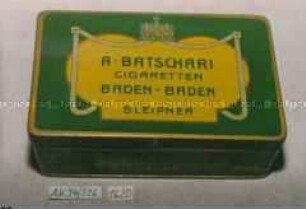 A·BATSCHARI
CIGARETTEN
BADEN-BADEN
SLEIPNER